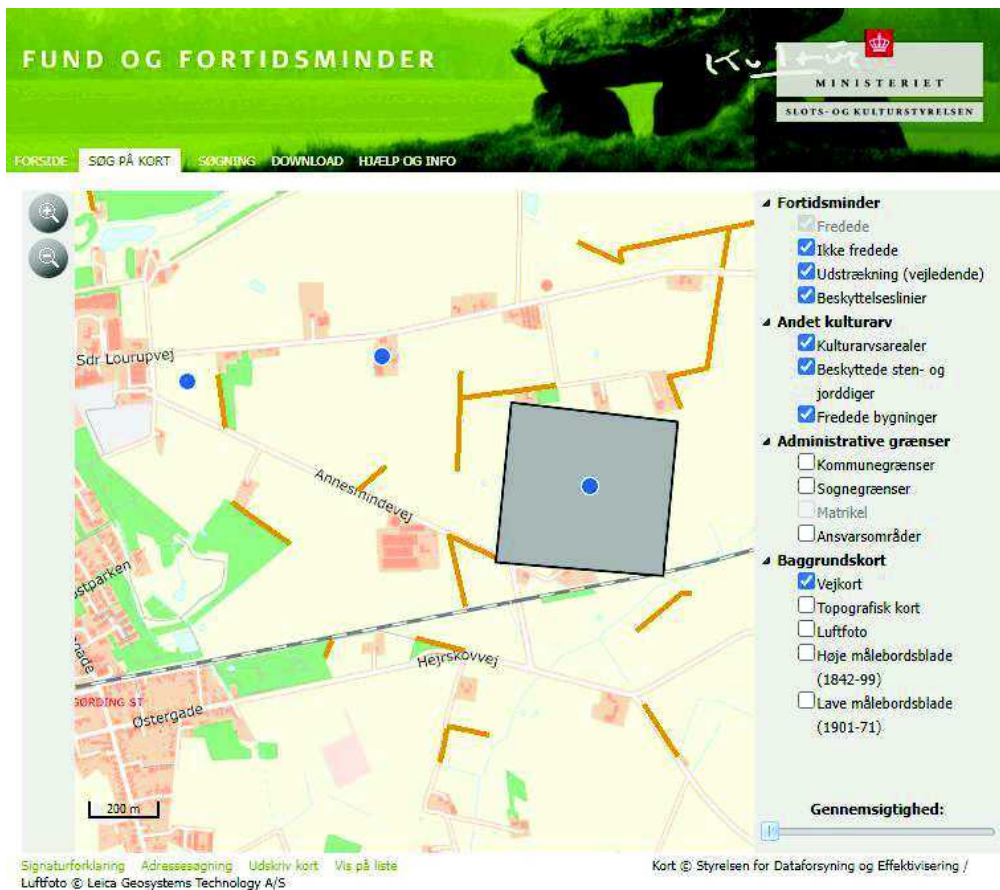 FUND OG FORTIDSMINDER
Kultur
MINISTERIET
SLOTS- OG KULTURSTYRELSEN
FORSIDE SØG PÅ KORT SØGNING DOWNLOAD HJÆLP OG INFO
Sdr Lourupvej
Annesmindevej
Hejrskovvej
Østergade
GØRDING ST
200 m
Fortidsminder
Fredede
Ikke fredede
Udstrækning (vejledende)
Beskyttelseslinier
Andet kulturarv
Kulturarvsarealer
Beskyttede sten- og
jorddiger
Fredede bygninger
Administrative grænser
Kommunegrænser
Sognegrænser
Matrikel
Ansvarsområder
Baggrundskort
Vejkort
Topografisk kort
Luftfoto
Høje målebordsblade
(1842-99)
Lave målebordsblade
(1901-71)
Gennemsigtighed:
Signaturforklaring Adressesøgning Udskriv kort Vis på liste
Kort © Styrelsen for Dataforsyning og Effektivisering /
Luftfoto © Leica Geosystems Technology A/S